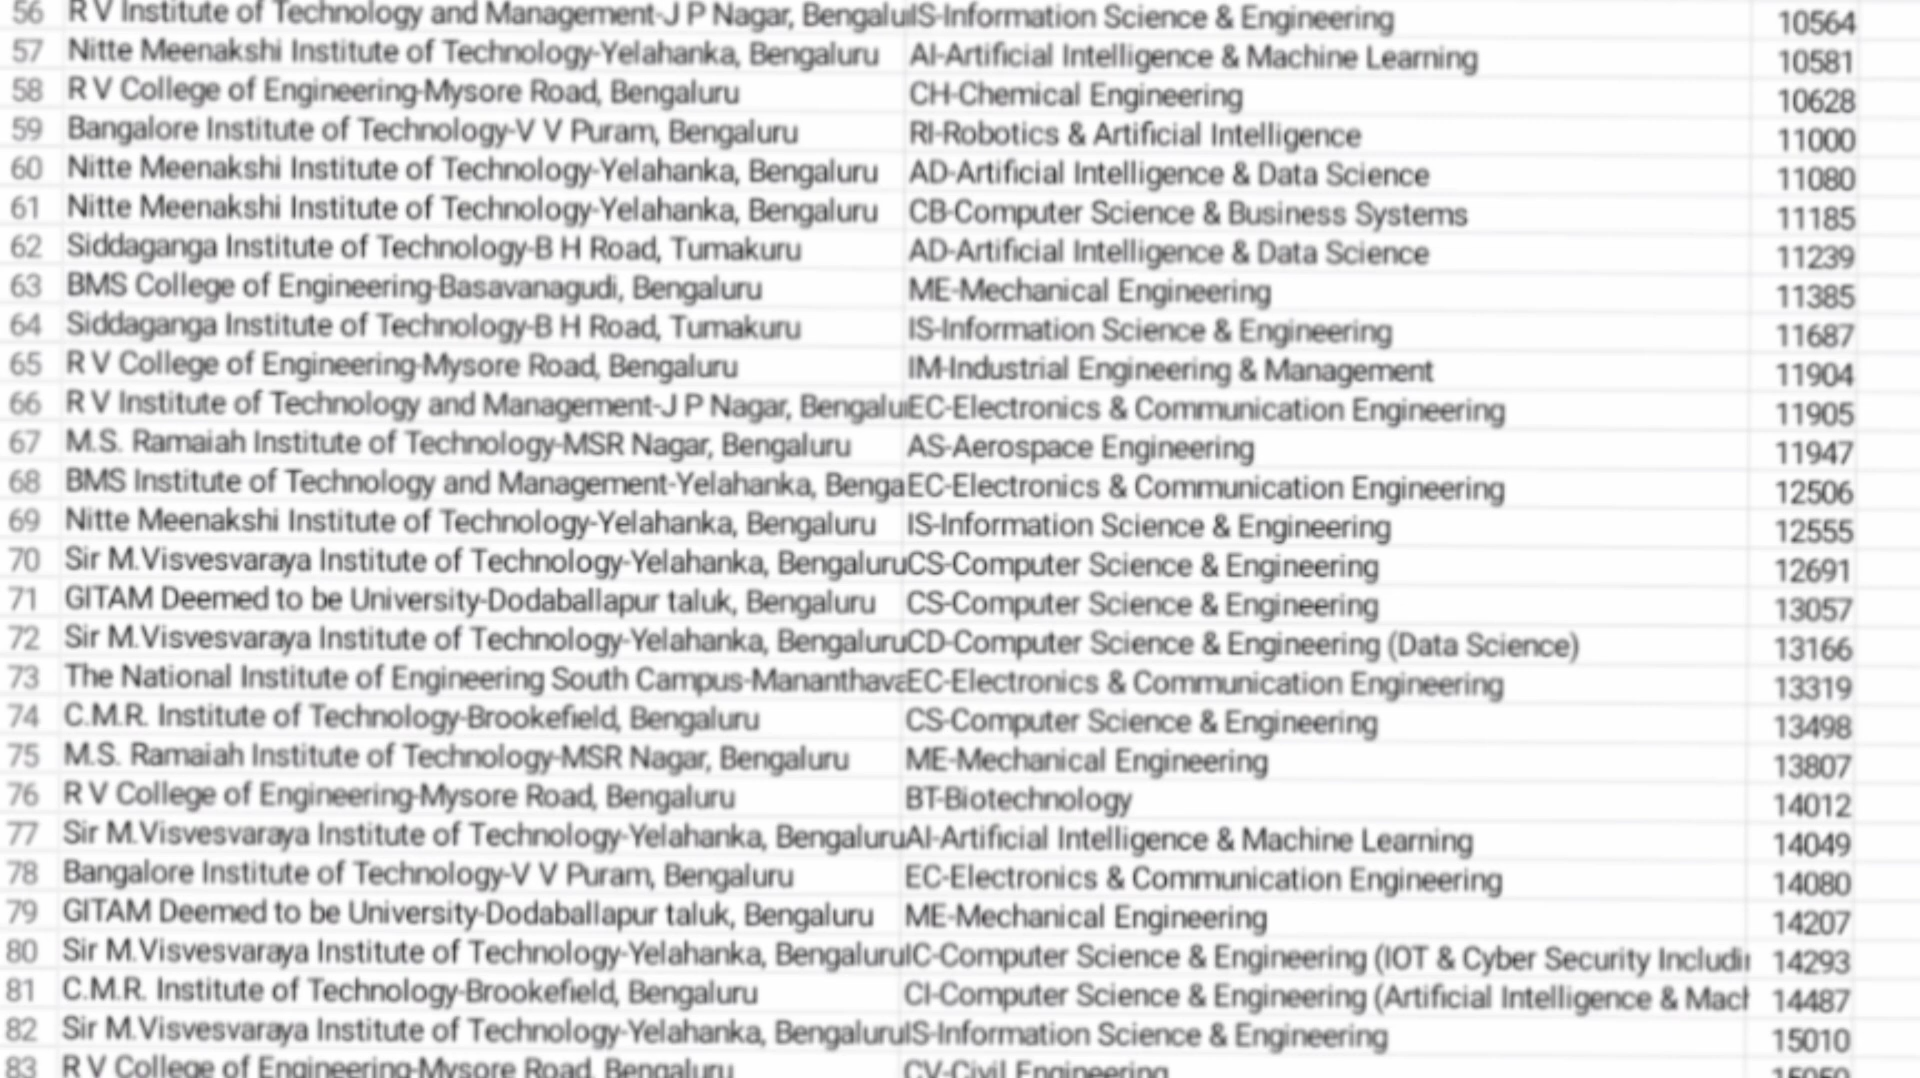 56 R V Institute of Technology and Management-J P Nagar, Bengalu IS-Information Science & Engineering 10564
57 Nitte Meenakshi Institute of Technology-Yelahanka, Bengaluru AI-Artificial Intelligence & Machine Learning 10581
58 R V College of Engineering-Mysore Road, Bengaluru CH-Chemical Engineering 10628
59 Bangalore Institute of Technology-V V Puram, Bengaluru RI-Robotics & Artificial Intelligence 11000
60 Nitte Meenakshi Institute of Technology-Yelahanka, Bengaluru AD-Artificial Intelligence & Data Science 11080
61 Nitte Meenakshi Institute of Technology-Yelahanka, Bengaluru CB-Computer Science & Business Systems 11185
62 Siddaganga Institute of Technology-B H Road, Tumakuru AD-Artificial Intelligence & Data Science 11239
63 BMS College of Engineering-Basavanagudi, Bengaluru ME-Mechanical Engineering 11385
64 Siddaganga Institute of Technology-B H Road, Tumakuru IS-Information Science & Engineering 11687
65 R V College of Engineering-Mysore Road, Bengaluru IM-Industrial Engineering & Management 11904
66 R V Institute of Technology and Management-J P Nagar, Bengalu EC-Electronics & Communication Engineering 11905
67 M.S. Ramaiah Institute of Technology-MSR Nagar, Bengaluru AS-Aerospace Engineering 11947
68 BMS Institute of Technology and Management-Yelahanka, Benga EC-Electronics & Communication Engineering 12506
69 Nitte Meenakshi Institute of Technology-Yelahanka, Bengaluru IS-Information Science & Engineering 12555
70 Sir M.Visvesvaraya Institute of Technology-Yelahanka, Bengaluru CS-Computer Science & Engineering 12691
71 GITAM Deemed to be University-Dodaballapur taluk, Bengaluru CS-Computer Science & Engineering 13057
72 Sir M.Visvesvaraya Institute of Technology-Yelahanka, Bengaluru CD-Computer Science & Engineering (Data Science) 13166
73 The National Institute of Engineering South Campus-Mananthava EC-Electronics & Communication Engineering 13319
74 C.M.R. Institute of Technology-Brookefield, Bengaluru CS-Computer Science & Engineering 13498
75 M.S. Ramaiah Institute of Technology-MSR Nagar, Bengaluru ME-Mechanical Engineering 13807
76 R V College of Engineering-Mysore Road, Bengaluru BT-Biotechnology 14012
77 Sir M.Visvesvaraya Institute of Technology-Yelahanka, Bengaluru AI-Artificial Intelligence & Machine Learning 14049
78 Bangalore Institute of Technology-V V Puram, Bengaluru EC-Electronics & Communication Engineering 14080
79 GITAM Deemed to be University-Dodaballapur taluk, Bengaluru ME-Mechanical Engineering 14207
80 Sir M.Visvesvaraya Institute of Technology-Yelahanka, Bengaluru IC-Computer Science & Engineering (IOT & Cyber Security Includin 14293
81 C.M.R. Institute of Technology-Brookefield, Bengaluru CI-Computer Science & Engineering (Artificial Intelligence & Mach 14487
82 Sir M.Visvesvaraya Institute of Technology-Yelahanka, Bengaluru IS-Information Science & Engineering 15010
83 R V College of Engineering-Mysore Road, Bengaluru CV-Civil Engineering